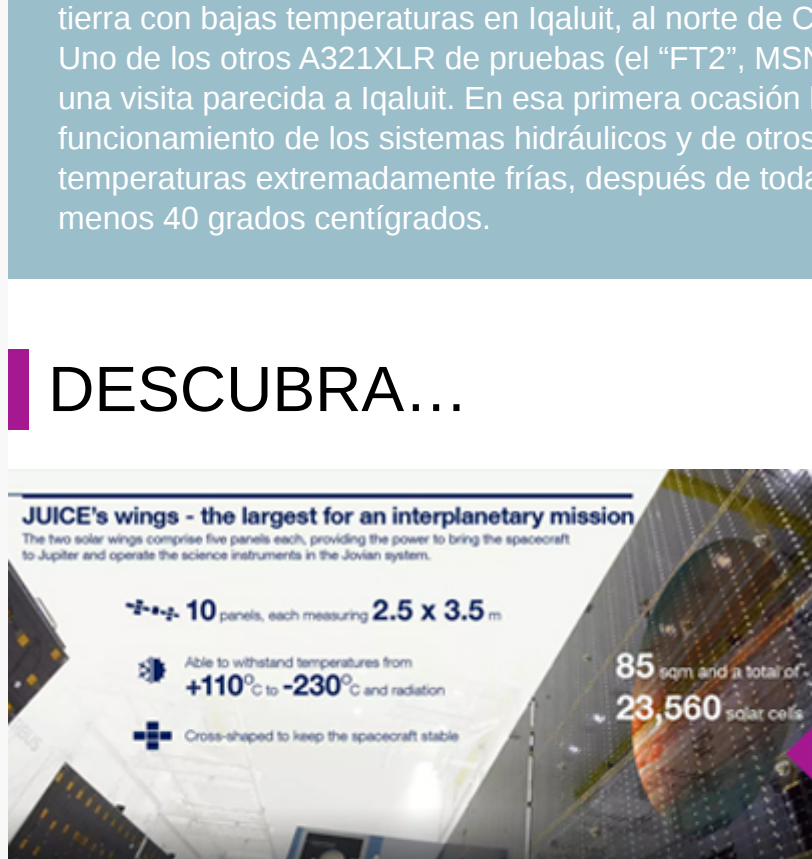 tierra con bajas temperaturas en Iqaluit, al norte de C
Uno de los otros A321XLR de pruebas (el “FT2”, MSN
una visita parecida a Iqaluit. En esa primera ocasión
funcionamiento de los sistemas hidráulicos y de otros
temperaturas extremadamente frías, después de toda
menos 40 grados centígrados.
DESCUBRA…
JUICE's wings - the largest for an interplanetary mission
The two solar wings comprise five panels each, providing the power to bring the spacecraft
to Jupiter and operate the science instruments in the Jovian system.
10 panels, each measuring 2.5 x 3.5 m
Able to withstand temperatures from
+110°C to -230°C and radiation
Cross-shaped to keep the spacecraft stable
85 sqm and a total of
23,560 solar cells